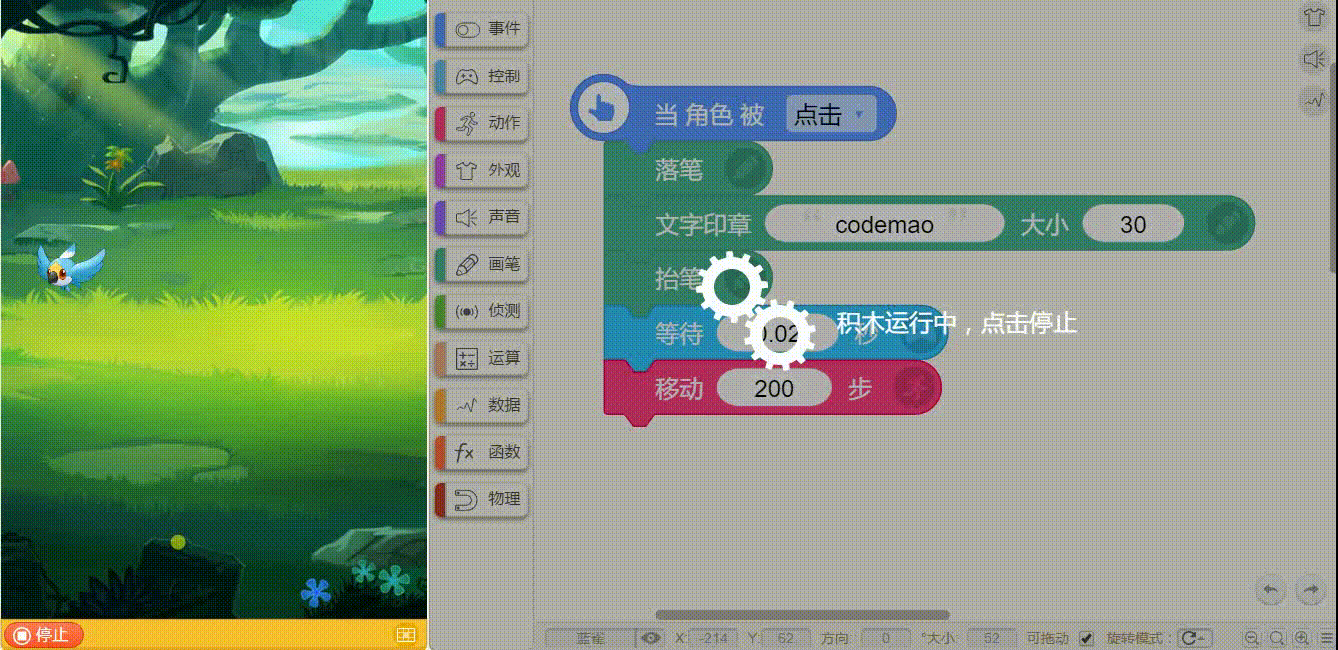 事件
控制
动作
外观
声音
画笔
侦测
运算
数据
fx 函数
物理
当 角色 被 点击
落笔
文字印章 “ codemao ” 大小 30
抬笔
等待 0.02 秒
积木运行中，点击停止
移动 200 步
停止
蓝雀 X: -214 Y: 62 方向 0 ° 大小 52 可拖动 旋转模式：